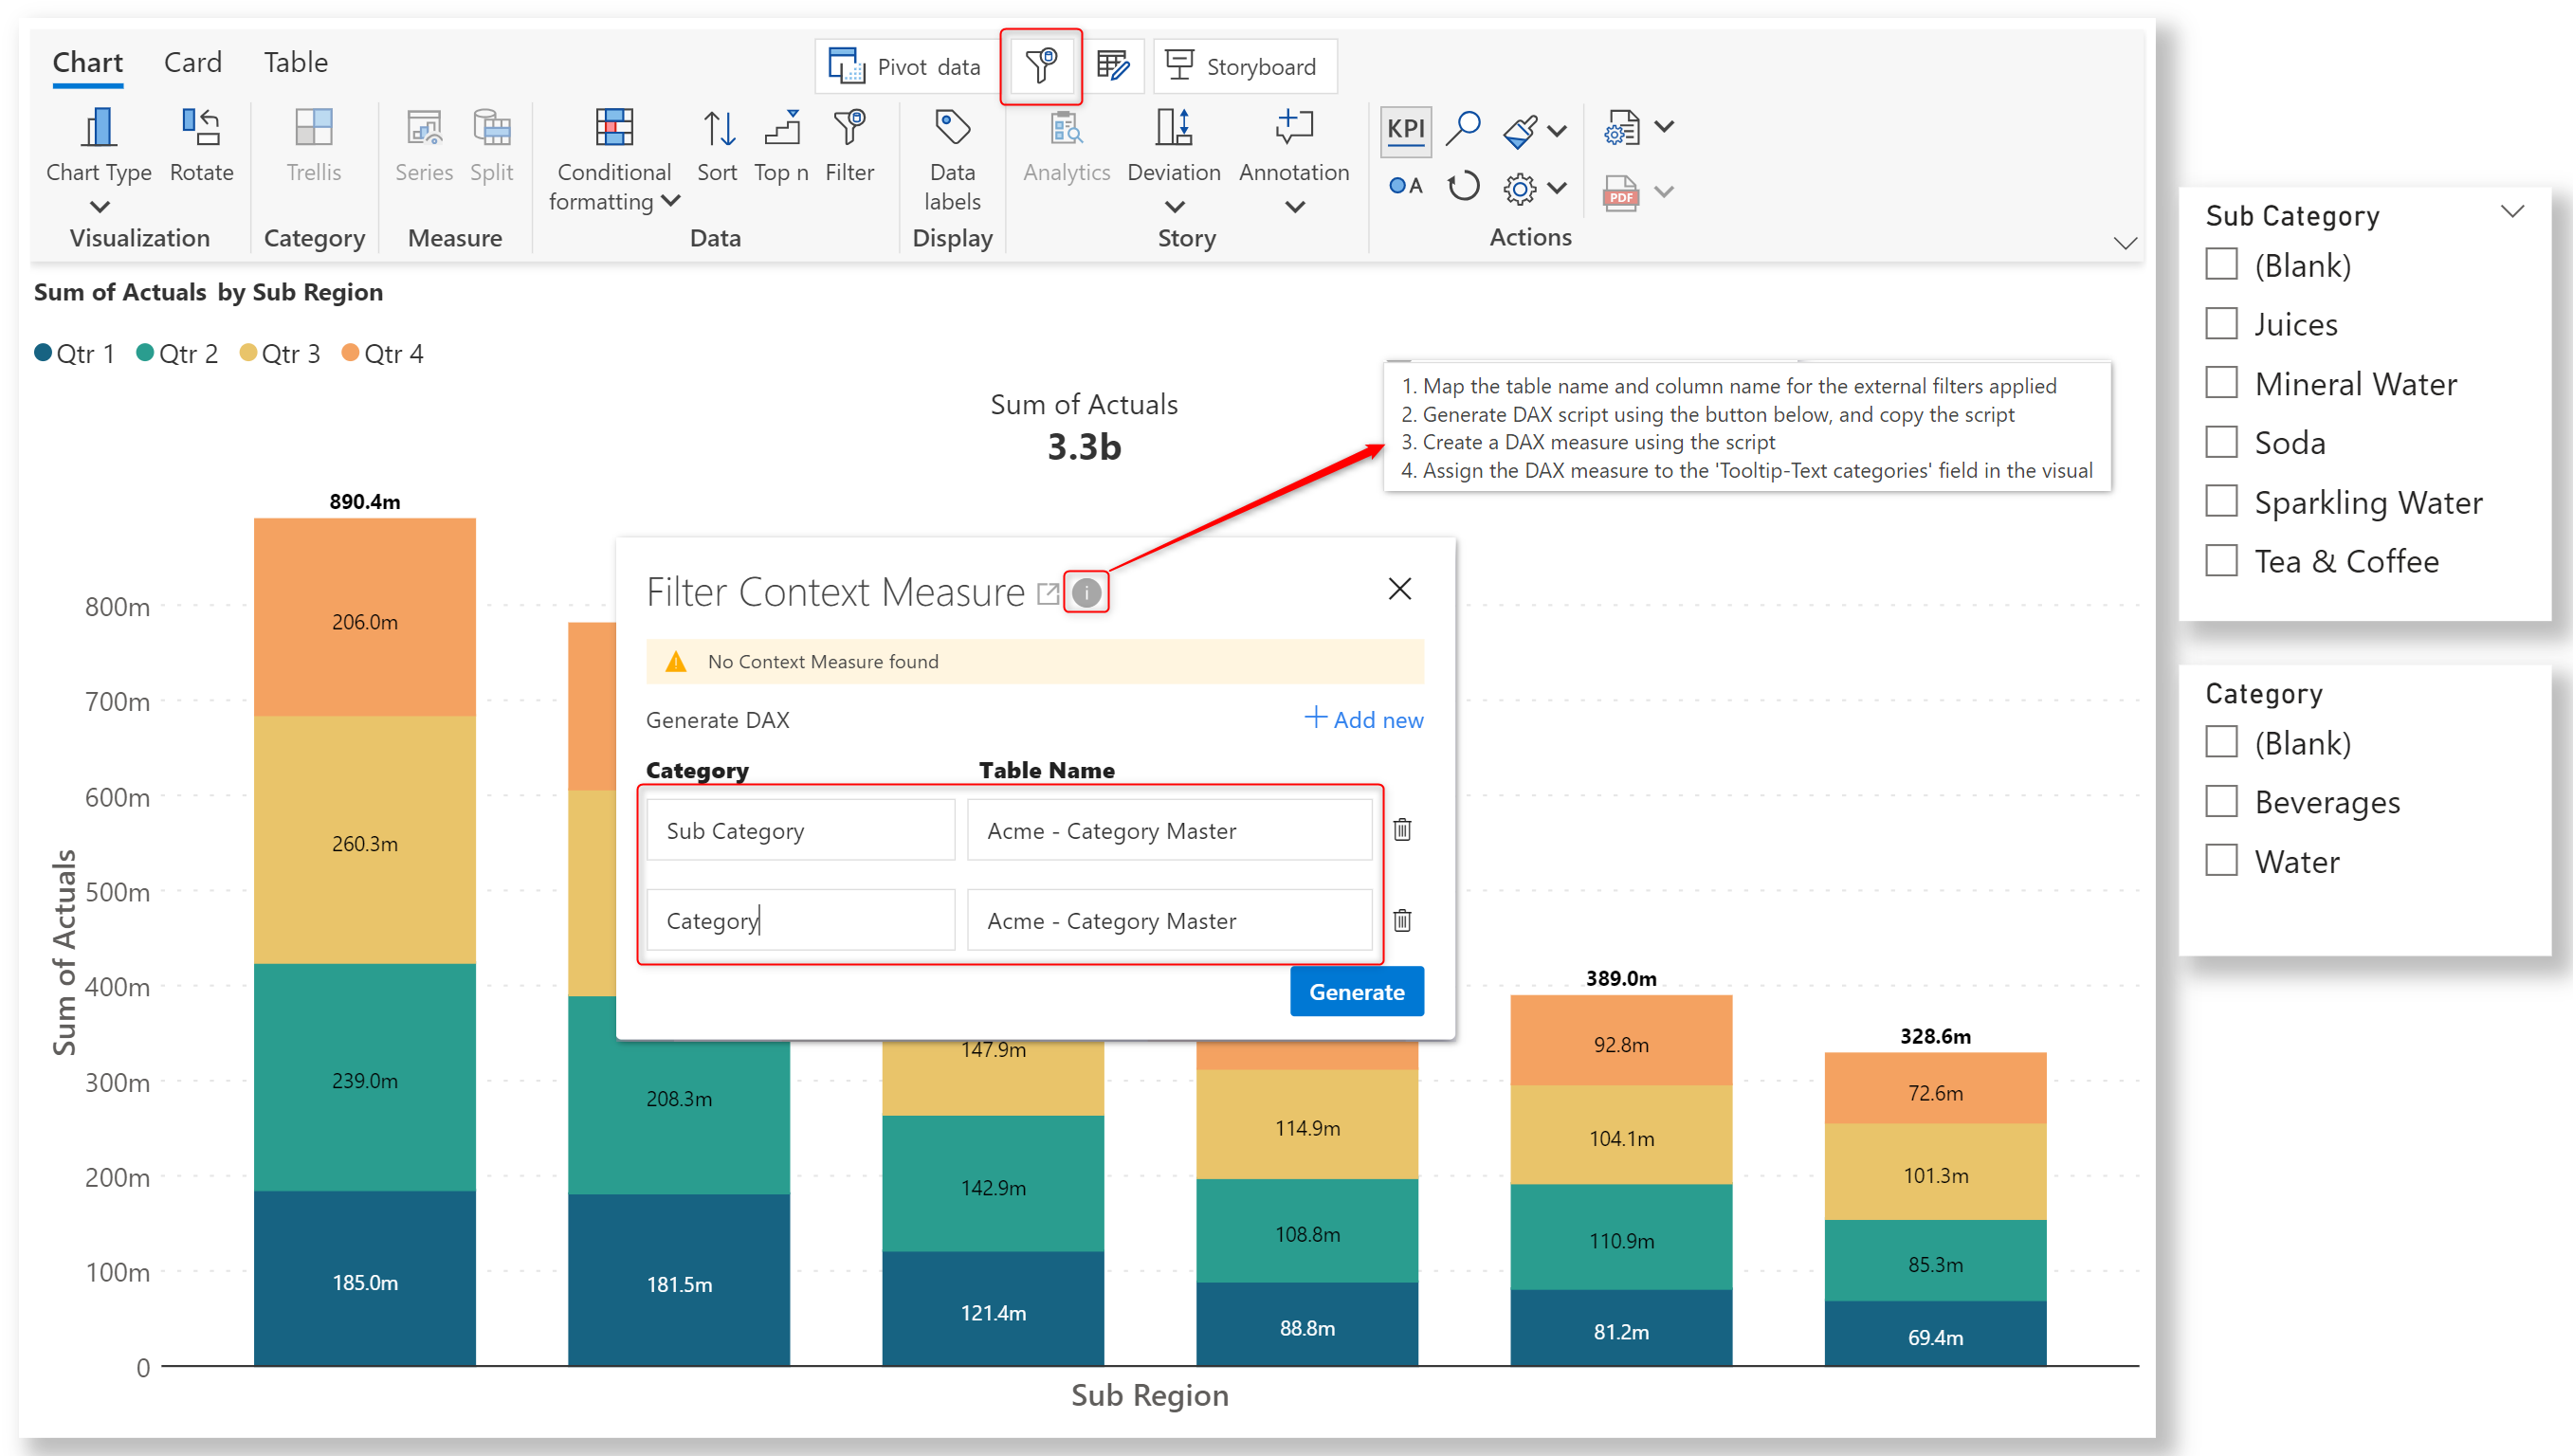 Chart Card Table
Pivot data Storyboard
KPI
Chart Type Rotate Trellis Series Split Conditional formatting Sort Top n Filter Data labels Analytics Deviation Annotation
A
PDF
Visualization Category Measure Data Display Story Actions
Sum of Actuals by Sub Region
Qtr 1 Qtr 2 Qtr 3 Qtr 4
Sum of Actuals
3.3b
1. Map the table name and column name for the external filters applied
2. Generate DAX script using the button below, and copy the script
3. Create a DAX measure using the script
4. Assign the DAX measure to the 'Tooltip-Text categories' field in the visual
Filter Context Measure i
No Context Measure found
Generate DAX
Add new
Category Table Name
Sub Category Acme - Category Master
Category Acme - Category Master
Generate
Sum of Actuals
800m
700m
600m
500m
400m
300m
200m
100m
0
890.4m
206.0m
260.3m
239.0m
185.0m
208.3m
181.5m
147.9m
142.9m
121.4m
114.9m
108.8m
88.8m
389.0m
92.8m
104.1m
110.9m
81.2m
328.6m
72.6m
101.3m
85.3m
69.4m
Sub Region
Sub Category
(Blank)
Juices
Mineral Water
Soda
Sparkling Water
Tea & Coffee
Category
(Blank)
Beverages
Water